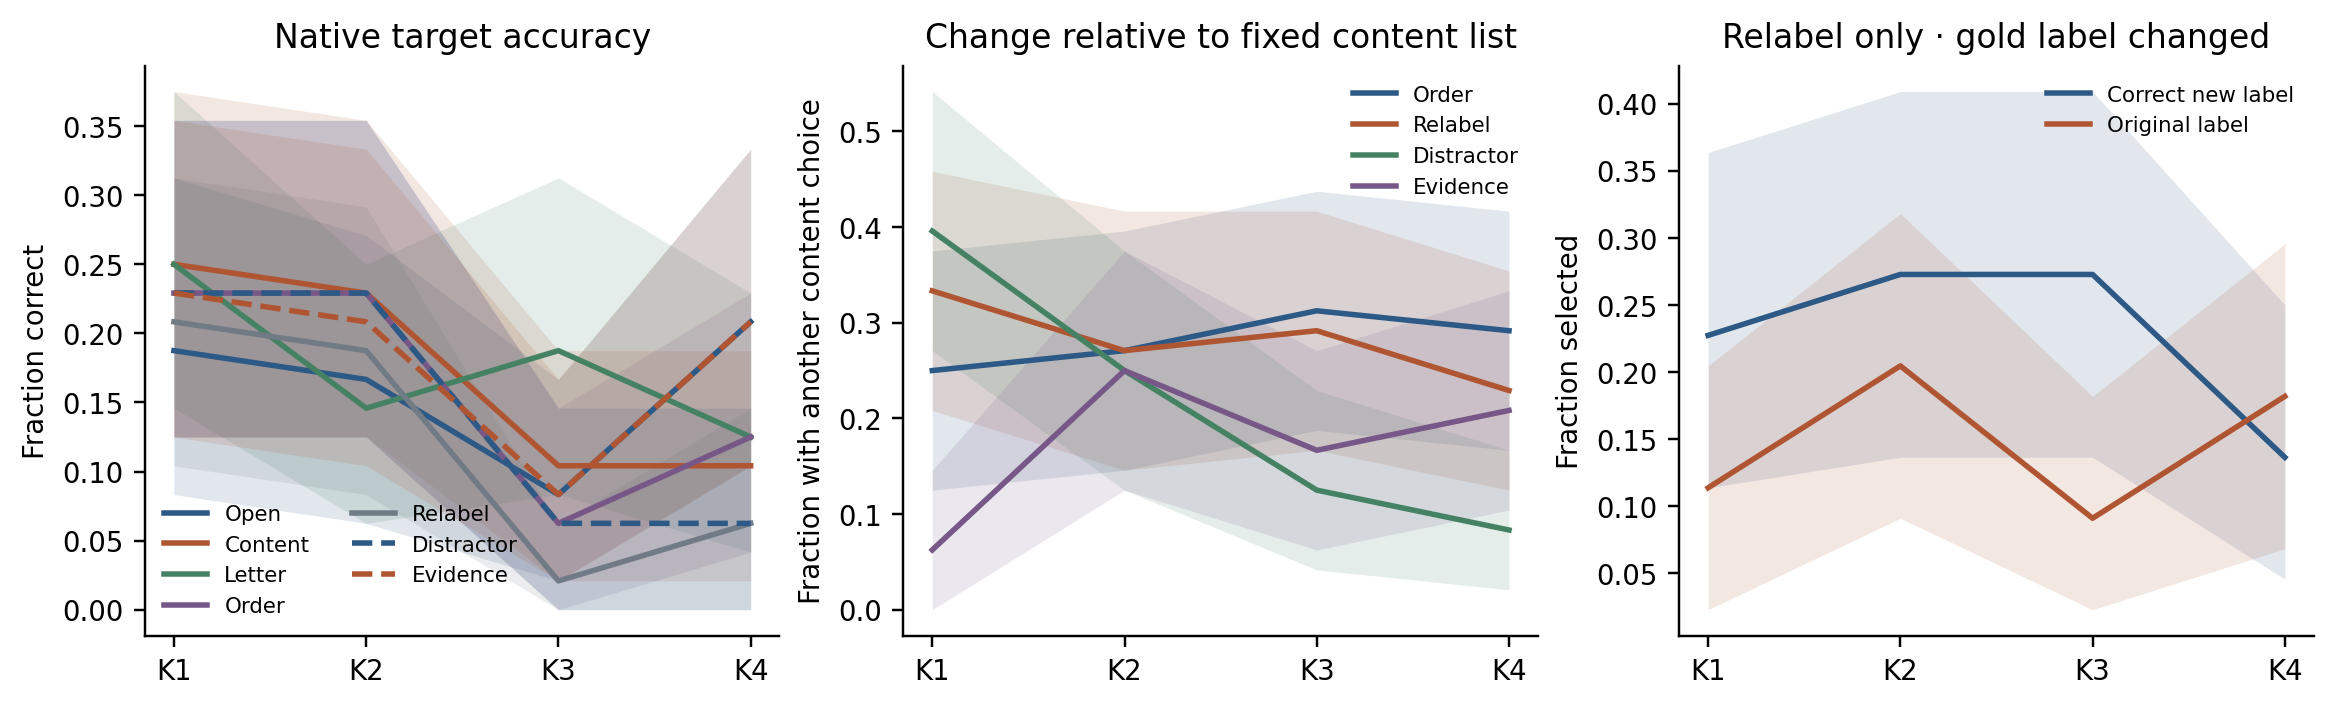 Native target accuracy
Fraction correct
0.35
0.30
0.25
0.20
0.15
0.10
0.05
0.00
Open
Content
Letter
Order
Relabel
Distractor
Evidence
K1
K2
K3
K4
Change relative to fixed content list
Fraction with another content choice
0.5
0.4
0.3
0.2
0.1
0.0
Order
Relabel
Distractor
Evidence
K1
K2
K3
K4
Relabel only · gold label changed
Fraction selected
0.40
0.35
0.30
0.25
0.20
0.15
0.10
0.05
Correct new label
Original label
K1
K2
K3
K4